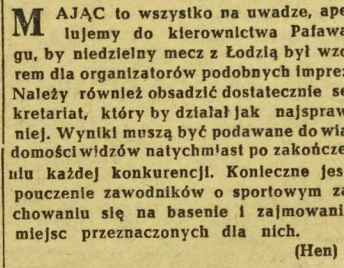 MAJĄC to wszystko na uwadze, ape
lujemy do kierownictwa Pafawa
gu, by niedzielny mecz z Łodzią był wzo
rem dla organizatorów podobnych imprez
Należy również obsadzić dostatecznie se
kretariat, który by działał jak najspraw
niej. Wyniki muszą być podawane do wia
domości widzów natychmiast po zakończe
niu każdej konkurencji. Konieczne jes
pouczenie zawodników o sportowym za
chowaniu się na basenie i zajmowani
miejsc przeznaczonych dla nich.
(Hen)